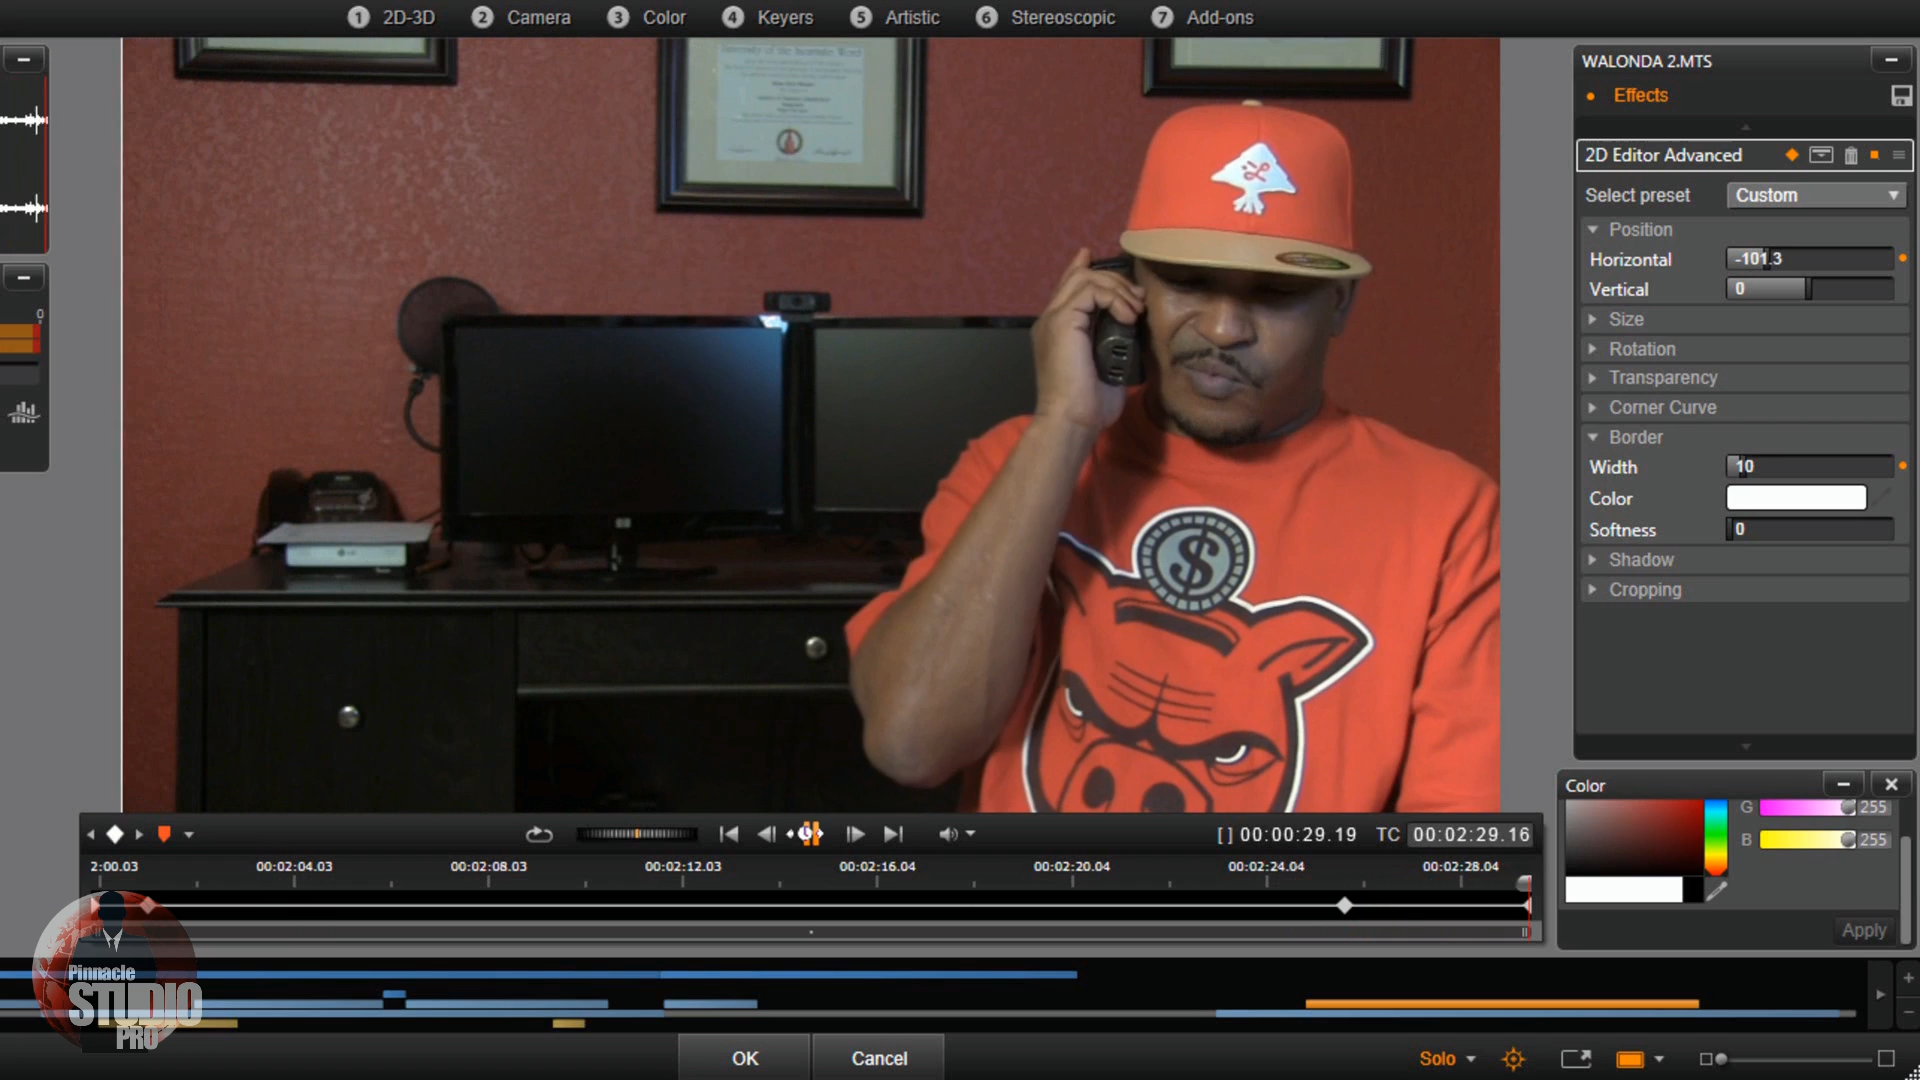 1 2D-3D 2 Camera 3 Color 4 Keyers 5 Artistic 6 Stereoscopic 7 Add-ons
WALONDA 2.MTS
Effects
2D Editor Advanced
Select preset Custom
Position
Horizontal -101.3
Vertical 0
Size
Rotation
Transparency
Corner Curve
Border
Width 10
Color
Softness 0
Shadow
Cropping
0
$
Color
G 255
B 255
Apply
[ ] 00:00:29.19 TC 00:02:29.16
2:00.03 00:02:04.03 00:02:08.03 00:02:12.03 00:02:16.04 00:02:20.04 00:02:24.04 00:02:28.04
Pinnacle
STUDIO
PRO
OK Cancel
Solo